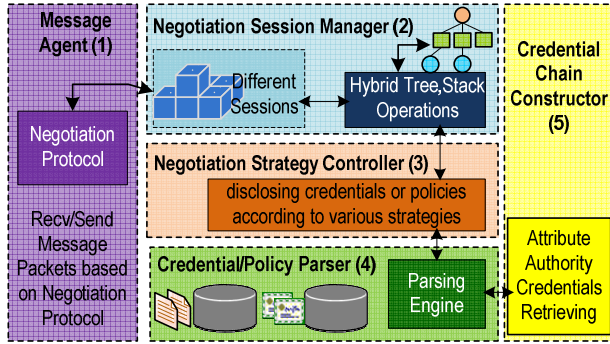 Message
Agent (1)
Negotiation
Protocol
Recv/Send
Message
Packets based
on Negotiation
Protocol
Negotiation Session Manager (2)
Different
Sessions
Hybrid Tree,Stack
Operations
Negotiation Strategy Controller (3)
disclosing credentials or policies
according to various strategies
Credential/Policy Parser (4)
Parsing
Engine
Credential
Chain
Constructor
(5)
Attribute
Authority
Credentials
Retrieving